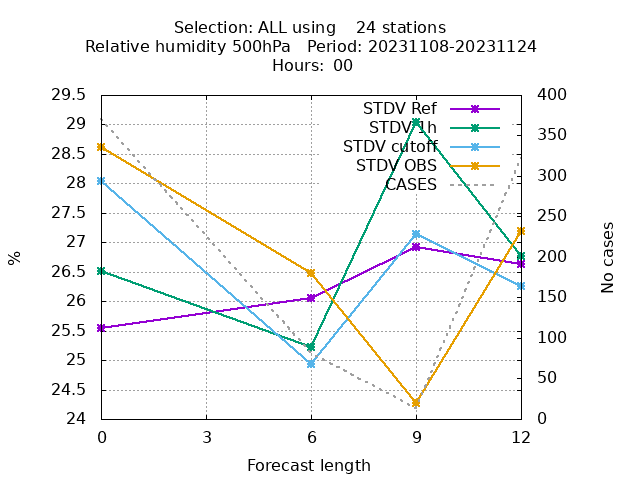 Selection: ALL using    24 stations
Relative humidity 500hPa   Period: 20231108-20231124
Hours:  00
STDV Ref
STDV 1h
STDV cutoff
STDV OBS
CASES
29.5
29
28.5
28
27.5
27
26.5
26
25.5
25
24.5
24
%
400
350
300
250
200
150
100
50
0
No cases
0 3 6 9 12
Forecast length